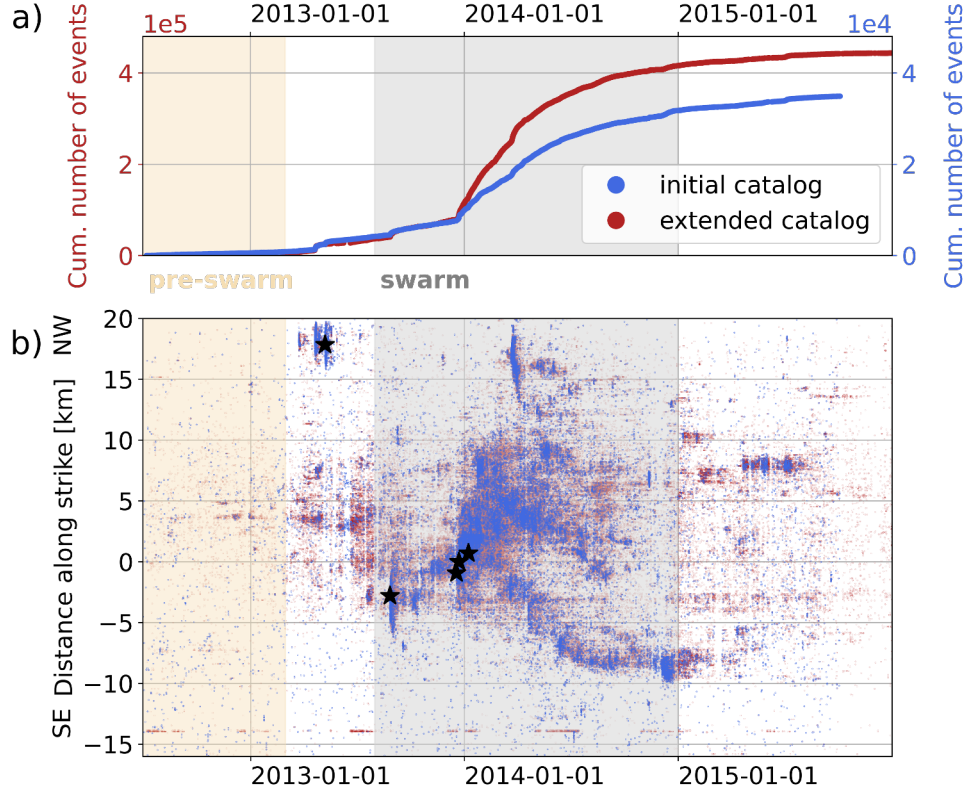 a)
2013-01-01 2014-01-01 2015-01-01
1e5 1e4
Cum. number of events
4 4
2 2
0 0
Cum. number of events
initial catalog
extended catalog
pre-swarm swarm
b)
SE Distance along strike [km] NW
20
15
10
5
0
−5
−10
−15
2013-01-01 2014-01-01 2015-01-01